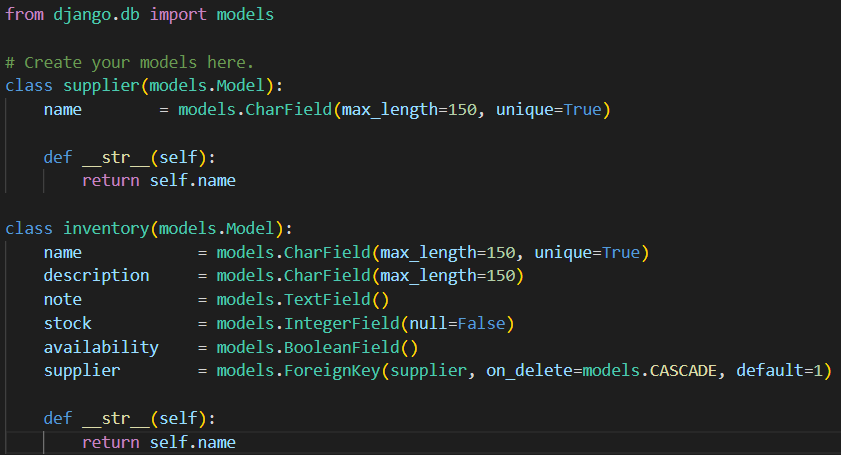 from django.db import models
# Create your models here.
class supplier(models.Model):
    name        = models.CharField(max_length=150, unique=True)
    def __str__(self):
        return self.name
class inventory(models.Model):
    name            = models.CharField(max_length=150, unique=True)
    description     = models.CharField(max_length=150)
    note            = models.TextField()
    stock           = models.IntegerField(null=False)
    availability    = models.BooleanField()
    supplier        = models.ForeignKey(supplier, on_delete=models.CASCADE, default=1)
    def __str__(self):
        return self.name